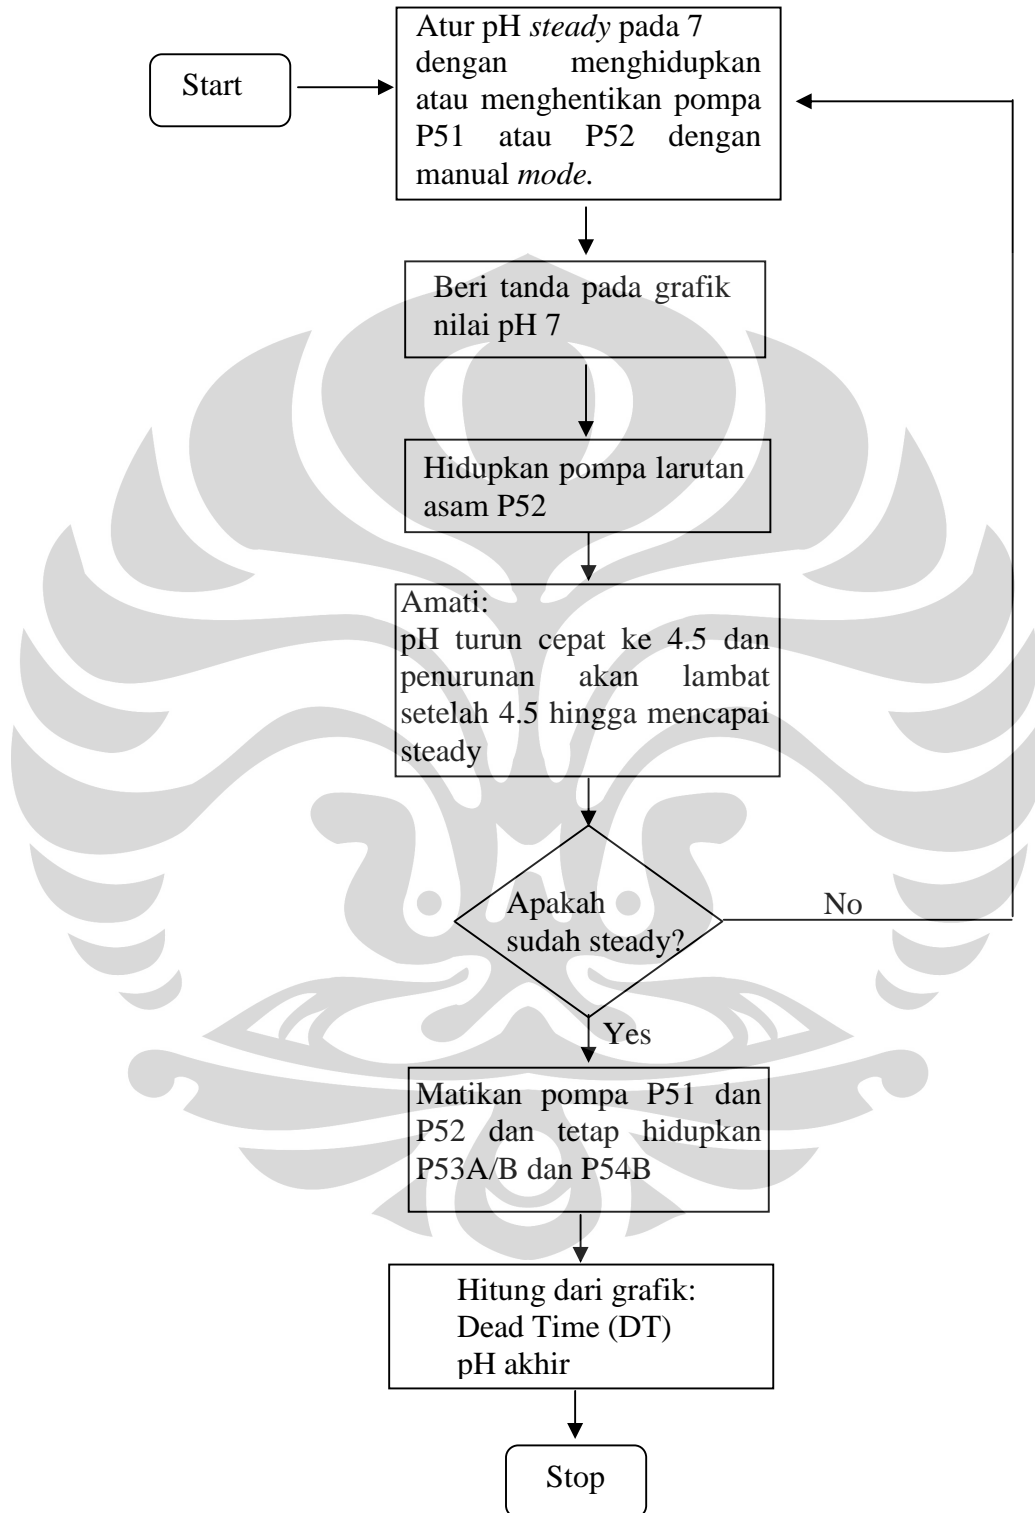 Start
Atur pH steady pada 7
dengan menghidupkan
atau menghentikan pompa
P51 atau P52 dengan
manual mode.
Beri tanda pada grafik
nilai pH 7
Hidupkan pompa larutan
asam P52
Amati:
pH turun cepat ke 4.5 dan
penurunan akan lambat
setelah 4.5 hingga mencapai
steady
Apakah
sudah steady?
No
Yes
Matikan pompa P51 dan
P52 dan tetap hidupkan
P53A/B dan P54B
Hitung dari grafik:
Dead Time (DT)
pH akhir
Stop